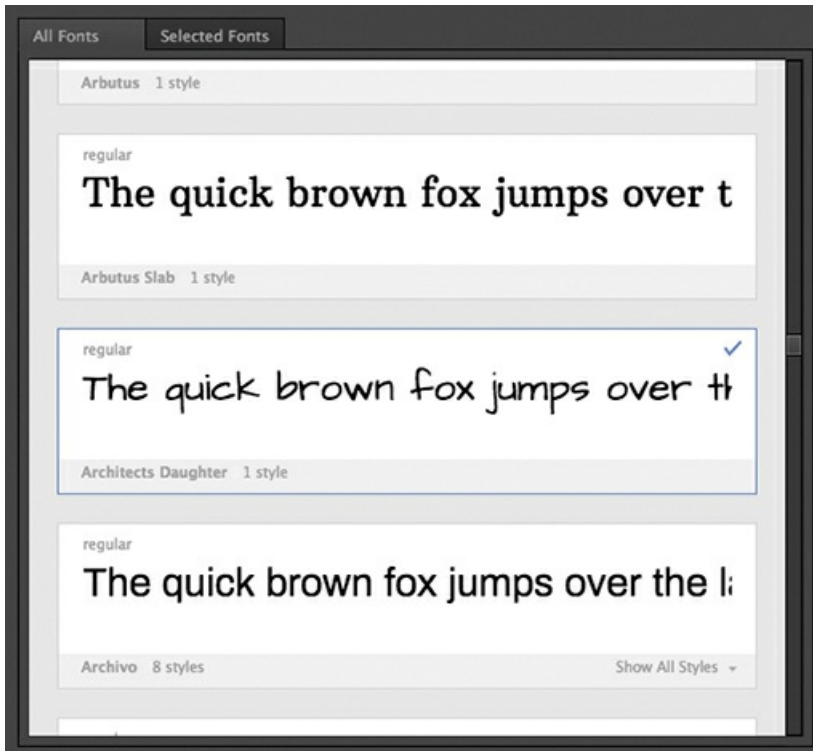 All Fonts Selected Fonts
Arbutus 1 style
regular
The quick brown fox jumps over t
Arbutus Slab 1 style
regular
The quick brown fox jumps over th
Architects Daughter 1 style
regular
The quick brown fox jumps over the la
Archivo 8 styles Show All Styles